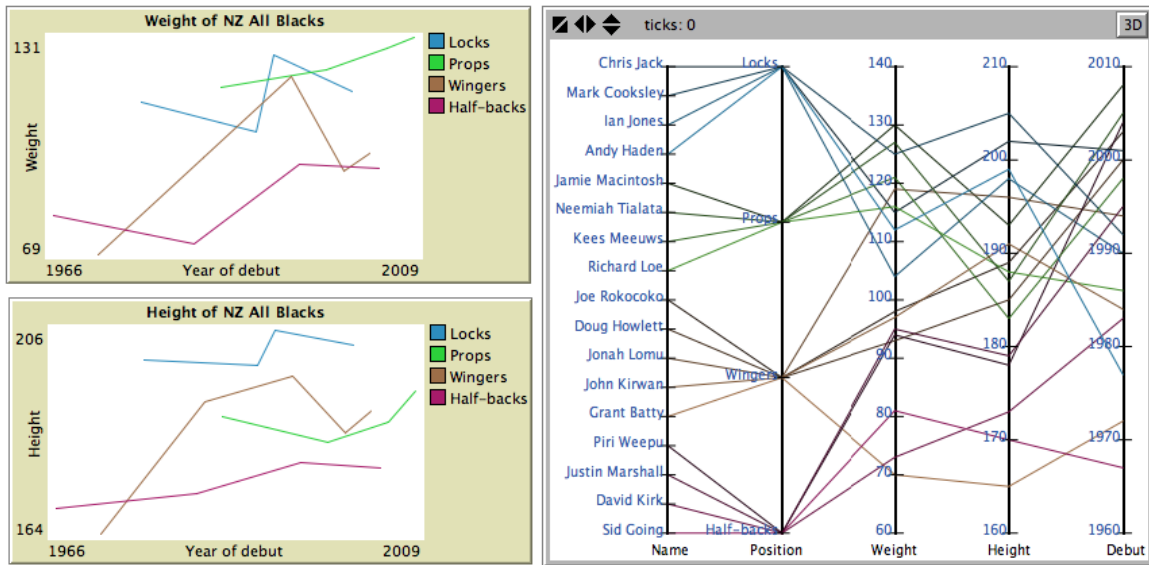 Weight of NZ All Blacks
131
Weight
69
1966
Year of debut
2009
Locks
Props
Wingers
Half-backs
Height of NZ All Blacks
206
Height
164
1966
Year of debut
2009
Locks
Props
Wingers
Half-backs
ticks: 0
3D
Chris Jack
Mark Cooksley
Ian Jones
Andy Haden
Jamie Macintosh
Neemiah Tialata
Kees Meeuws
Richard Loe
Joe Rokocoko
Doug Howlett
Jonah Lomu
John Kirwan
Grant Batty
Piri Weepu
Justin Marshall
David Kirk
Sid Going
Name
Locks
Props
Wingers
Half-backs
Position
140
130
120
110
100
90
80
70
60
Weight
210
200
190
180
170
160
Height
2010
2000
1990
1980
1970
1960
Debut